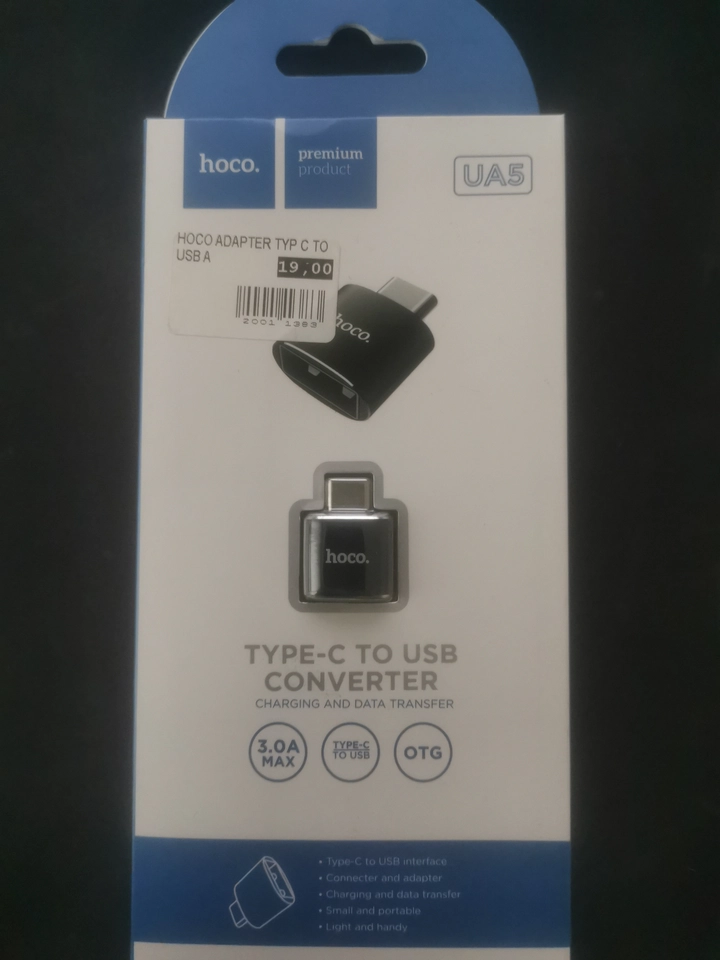 hoco.
premium
product
UA5
HOCO ADAPTER TYP C TO
USB A
19,00
2001 1383
hoco.
hoco.
TYPE-C TO USB
CONVERTER
CHARGING AND DATA TRANSFER
3.0A
MAX
TYPE-C
TO USB
OTG
• Type-C to USB interface
• Connecter and adapter
• Charging and data transfer
• Small and portable
• Light and handy